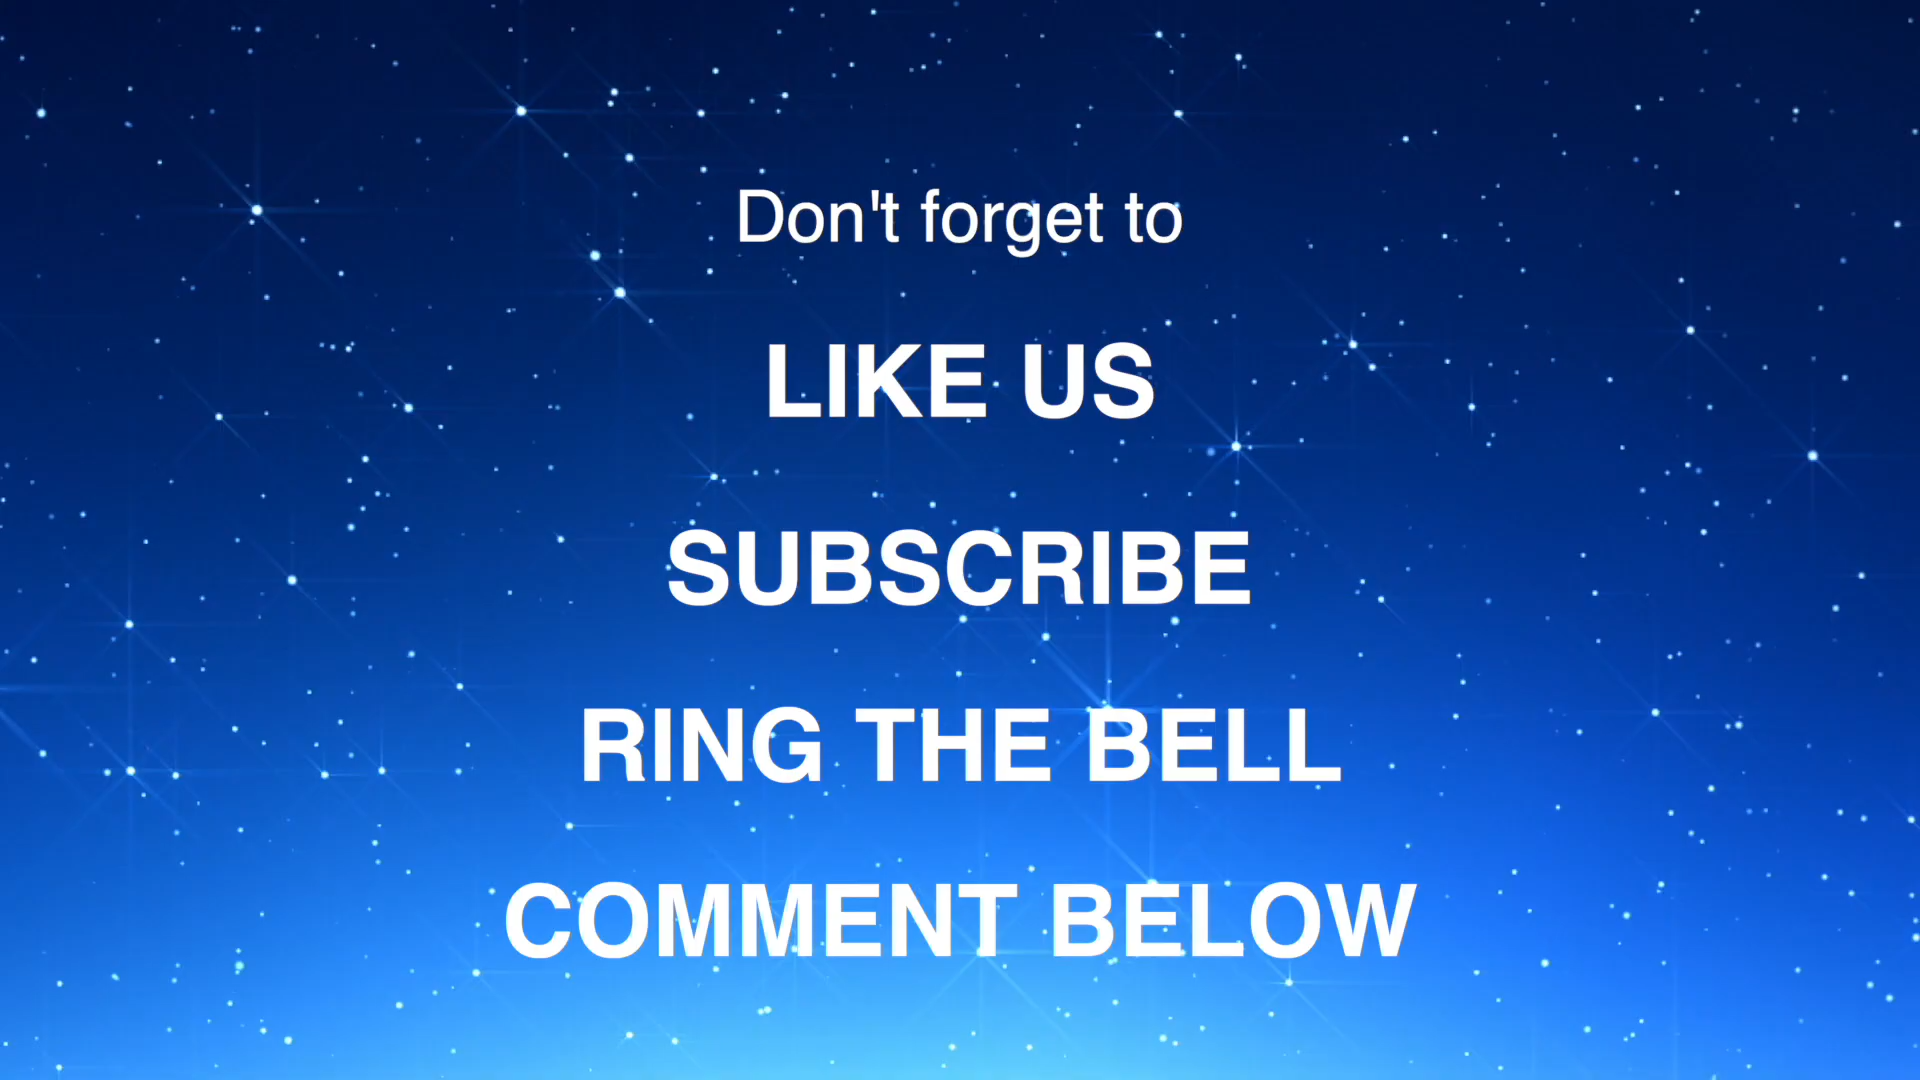 Don't forget to
LIKE US
SUBSCRIBE
RING THE BELL
COMMENT BELOW